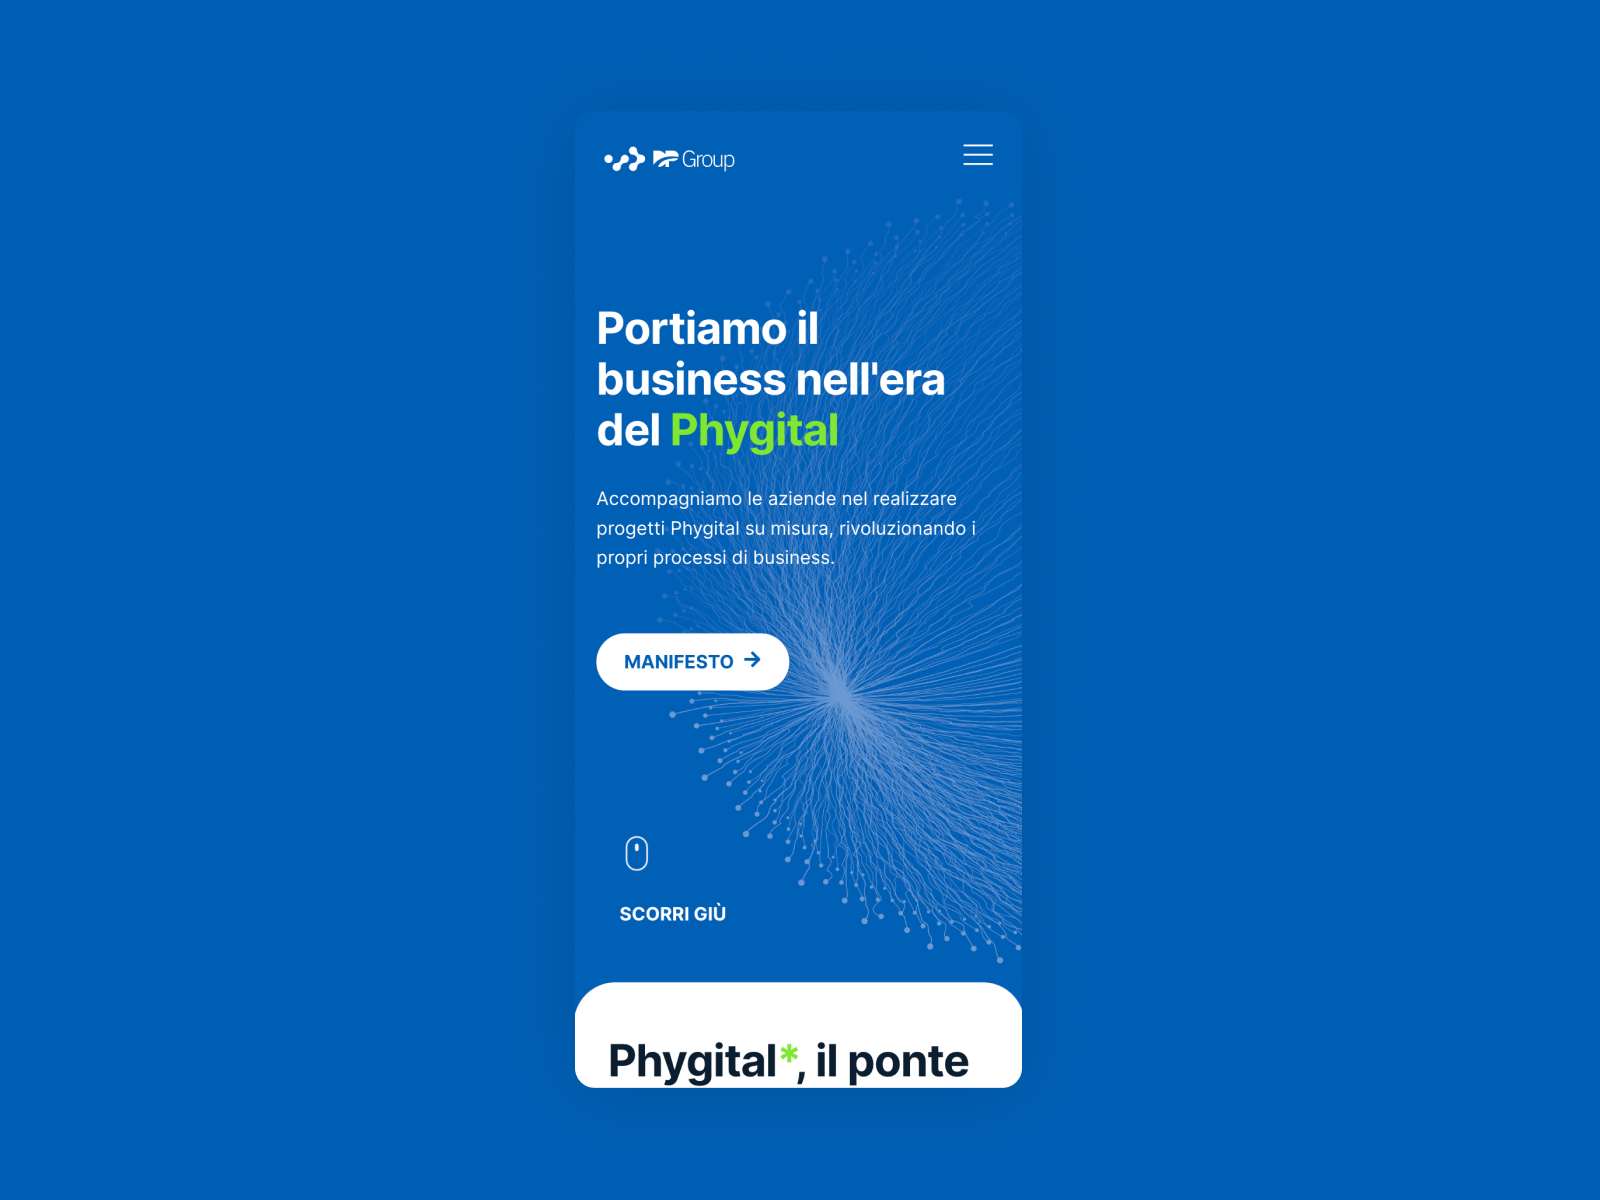 Group
Portiamo il
business nell'era
del Phygital
Accompagniamo le aziende nel realizzare
progetti Phygital su misura, rivoluzionando i
propri processi di business.
MANIFESTO
SCORRI GIÙ
Phygital*, il ponte